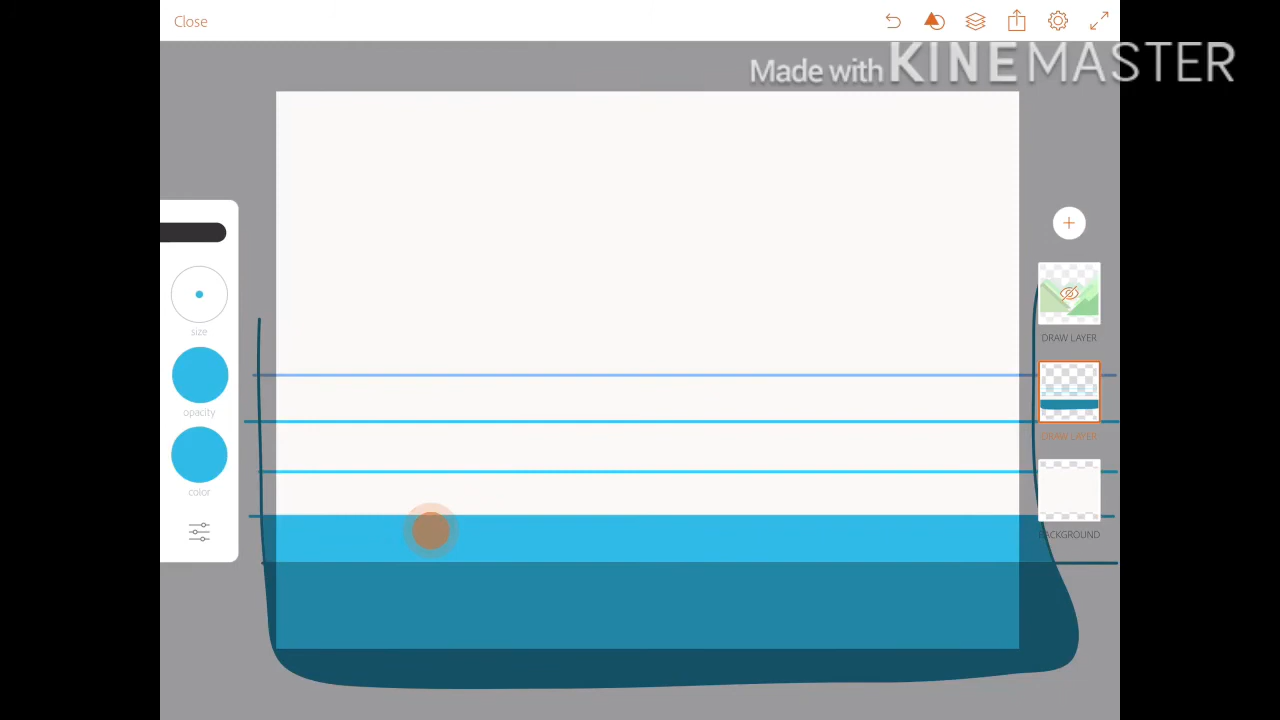 Close
Made with KINEMASTER
size
opacity
color
DRAW LAYER
DRAW LAYER
BACKGROUND